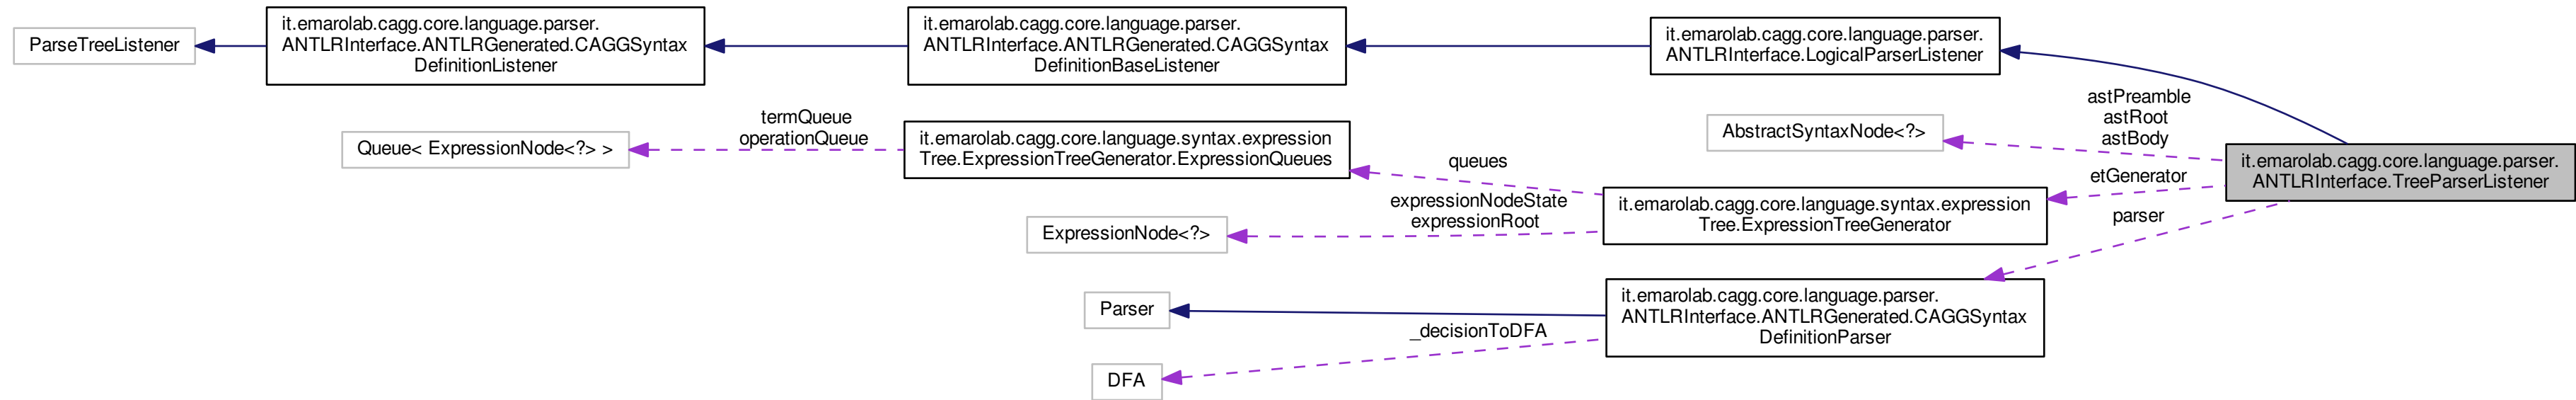 ParseTreeListener
it.emarolab.cagg.core.language.parser.
ANTLRInterface.ANTLRGenerated.CAGGSyntax
DefinitionListener
it.emarolab.cagg.core.language.parser.
ANTLRInterface.ANTLRGenerated.CAGGSyntax
DefinitionBaseListener
it.emarolab.cagg.core.language.parser.
ANTLRInterface.LogicalParserListener
astPreamble
astRoot
astBody
AbstractSyntaxNode<?>
it.emarolab.cagg.core.language.parser.
ANTLRInterface.TreeParserListener
termQueue
operationQueue
Queue< ExpressionNode<?> >
it.emarolab.cagg.core.language.syntax.expression
Tree.ExpressionTreeGenerator.ExpressionQueues
queues
etGenerator
expressionNodeState
expressionRoot
ExpressionNode<?>
it.emarolab.cagg.core.language.syntax.expression
Tree.ExpressionTreeGenerator
parser
Parser
it.emarolab.cagg.core.language.parser.
ANTLRInterface.ANTLRGenerated.CAGGSyntax
DefinitionParser
_decisionToDFA
DFA